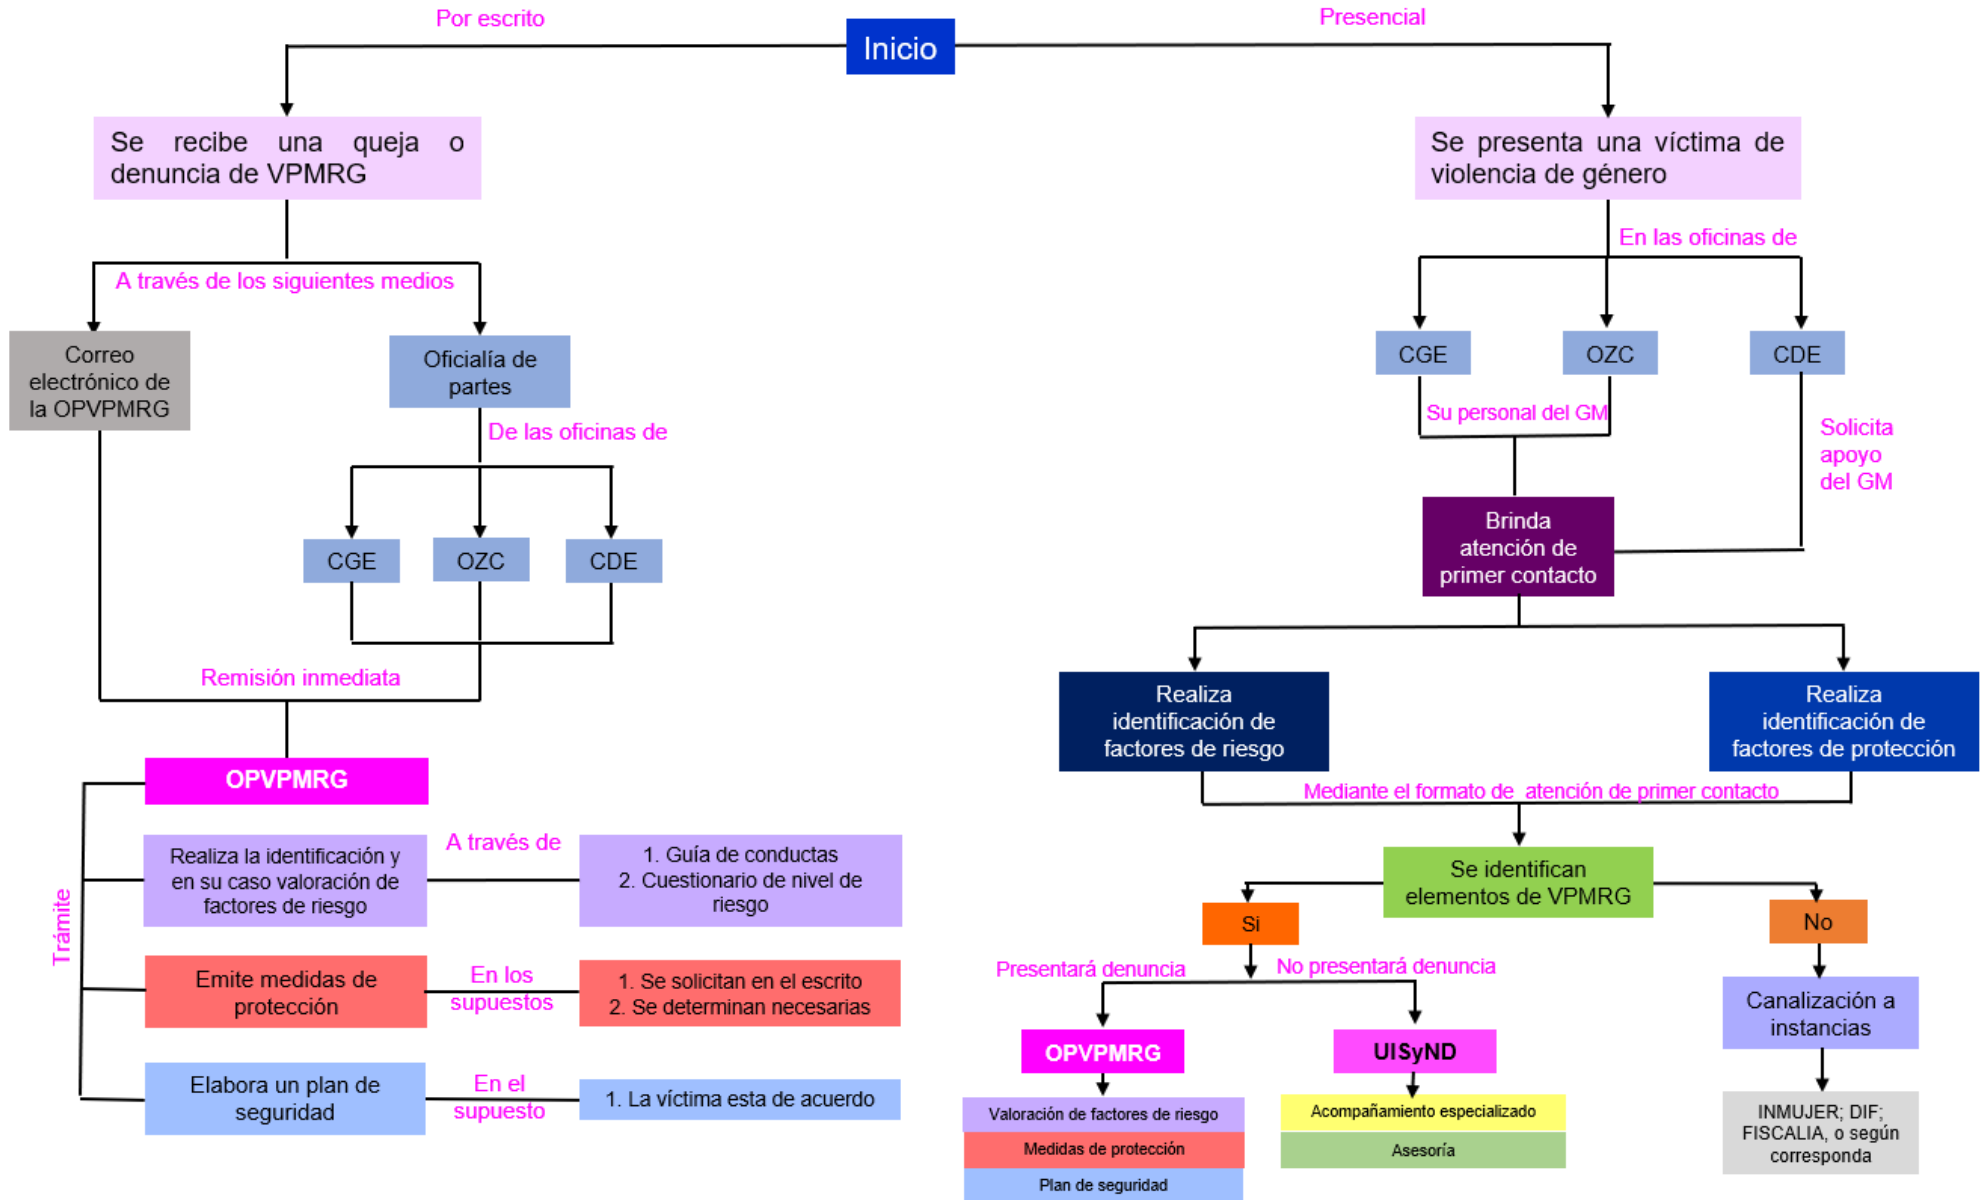 Por escrito
Inicio
Presencial
Se recibe una queja o
denuncia de VPMRG
A través de los siguientes medios
Correo
electrónico de
la OPVPMRG
Oficialía de
partes
De las oficinas de
CGE
OZC
CDE
Remisión inmediata
OPVPMRG
Trámite
Realiza la identificación y
en su caso valoración de
factores de riesgo
A través de
1. Guía de conductas
2. Cuestionario de nivel de
riesgo
Emite medidas de
protección
En los
supuestos
1. Se solicitan en el escrito
2. Se determinan necesarias
Elabora un plan de
seguridad
En el
supuesto
1. La víctima esta de acuerdo
Se presenta una víctima de
violencia de género
En las oficinas de
CGE
OZC
CDE
Su personal del GM
Solicita
apoyo
del GM
Brinda
atención de
primer contacto
Realiza
identificación de
factores de riesgo
Realiza
identificación de
factores de protección
Mediante el formato de atención de primer contacto
Se identifican
elementos de VPMRG
Si
No
Presentará denuncia
No presentará denuncia
OPVPMRG
Valoración de factores de riesgo
Medidas de protección
Plan de seguridad
UISyND
Acompañamiento especializado
Asesoría
Canalización a
instancias
INMUJER; DIF;
FISCALIA, o según
corresponda